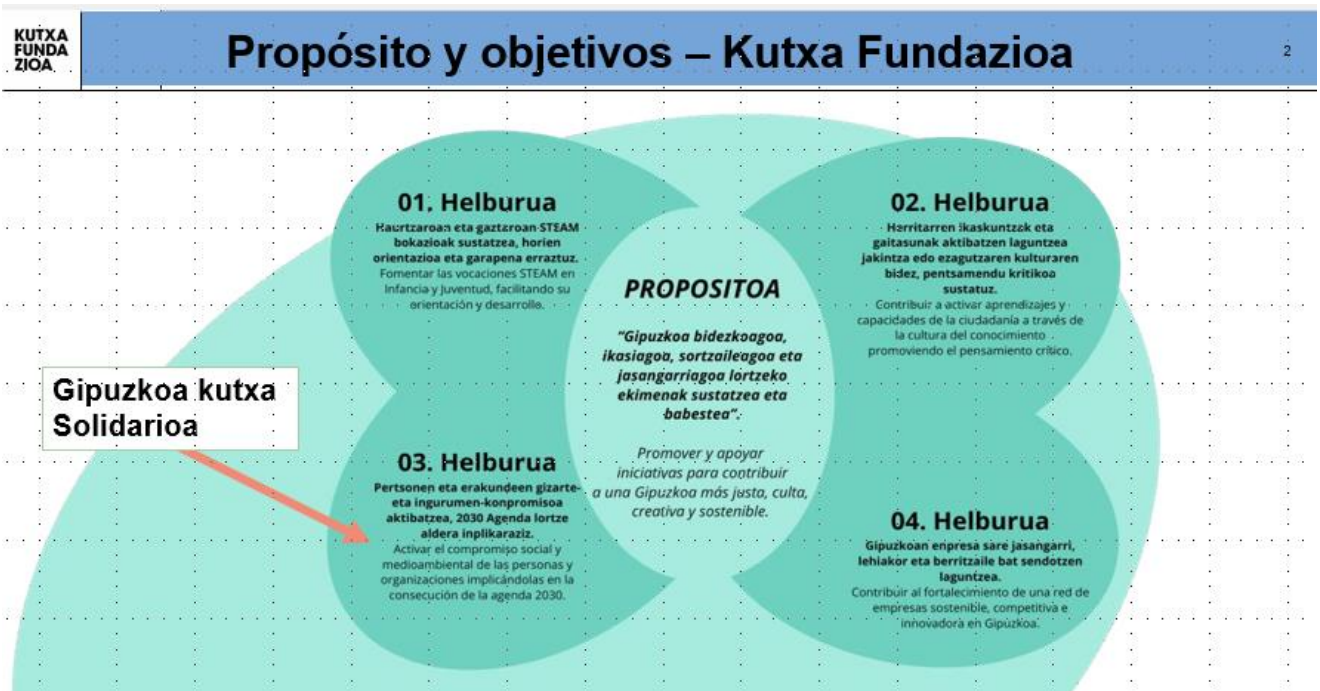 KUTXA
FUNDA
ZIOA
Propósito y objetivos – Kutxa Fundazioa
2
01. Helburua
Haurtzaroan eta gaztaroan STEAM
bokazioak sustatzea, horien
orientazioa eta garapena erraztuz.
Fomentar las vocaciones STEAM en
Infancia y Juventud, facilitando su
orientación y desarrollo.
02. Helburua
Herritarren ikaskuntzak eta
gaitasunak aktibatzen laguntzea
jakintza edo ezagutzaren kulturaren
bidez, pentsamendu kritikoa
sustatuz.
Contribuir a activar aprendizajes y
capacidades de la ciudadanía a través de
la cultura del conocimiento
promoviendo el pensamiento crítico.
PROPOSITOA
"Gipuzkoa bidezkoagoa,
ikasiagoa, sortzaileagoa eta
jasangarriagoa lortzeko
ekimenak sustatzea eta
babestea".
Promover y apoyar
iniciativas para contribuir
a una Gipuzkoa más justa, culta,
creativa y sostenible.
Gipuzkoa kutxa
Solidarioa
03. Helburua
Pertsonen eta erakundeen gizarte-
eta ingurumen-konpromisoa
aktibatzea, 2030 Agenda lortze
aldera inplikaraziz.
Activar el compromiso social y
medioambiental de las personas y
organizaciones implicándolas en la
consecución de la agenda 2030.
04. Helburua
Gipuzkoan enpresa sare jasangarri,
lehiakor eta berritzaile bat sendotzen
laguntzea.
Contribuir al fortalecimiento de una red de
empresas sostenible, competitiva e
innovadora en Gipuzkoa.